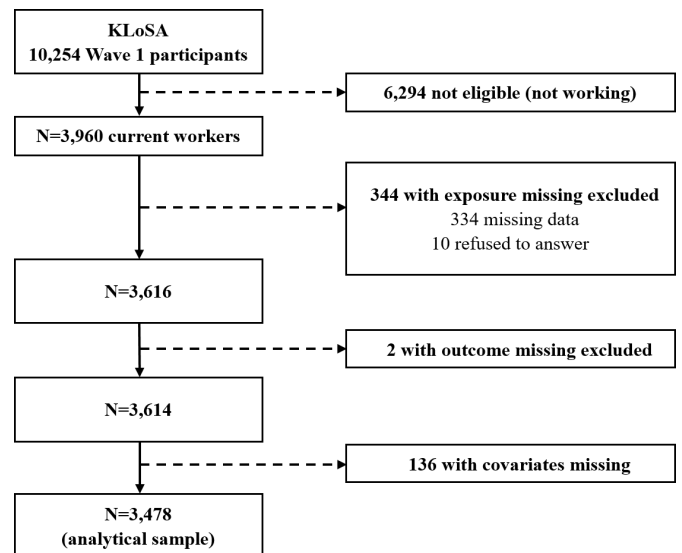 KLoSA
10,254 Wave 1 participants
6,294 not eligible (not working)
N=3,960 current workers
344 with exposure missing excluded
334 missing data
10 refused to answer
N=3,616
2 with outcome missing excluded
N=3,614
136 with covariates missing
N=3,478
(analytical sample)